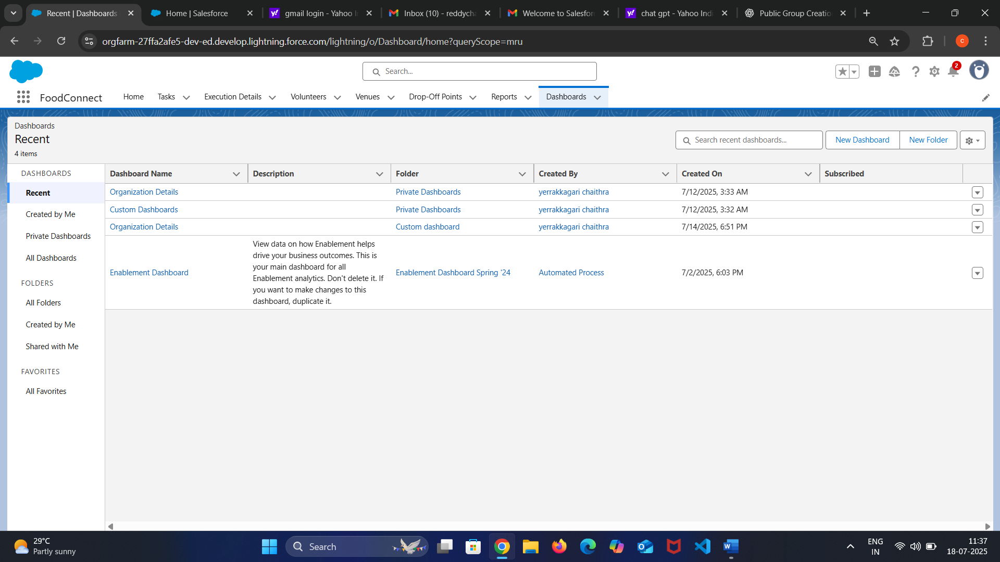 Recent | Dashboards
Home | Salesforce
gmail login - Yahoo I
Inbox (10) - reddycha
Welcome to Salesfor
chat gpt - Yahoo Indi
Public Group Creatio
orgfarm-27ffa2afe5-dev-ed.develop.lightning.force.com/lightning/o/Dashboard/home?queryScope=mru
C
Search...
2
FoodConnect
Home
Tasks
Execution Details
Volunteers
Venues
Drop-Off Points
Reports
Dashboards
Dashboards
Recent
4 items
Search recent dashboards...
New Dashboard
New Folder
DASHBOARDS
Recent
Created by Me
Private Dashboards
All Dashboards
FOLDERS
All Folders
Created by Me
Shared with Me
FAVORITES
All Favorites
Dashboard Name Description Folder Created By Created On Subscribed
Organization Details Private Dashboards yerrakkagari chaithra 7/12/2025, 3:33 AM
Custom Dashboards Private Dashboards yerrakkagari chaithra 7/12/2025, 3:32 AM
Organization Details Custom dashboard yerrakkagari chaithra 7/14/2025, 6:51 PM
Enablement Dashboard
View data on how Enablement helps
drive your business outcomes. This is
your main dashboard for all
Enablement analytics. Don't delete it. If
you want to make changes to this
dashboard, duplicate it.
Enablement Dashboard Spring '24
Automated Process
7/2/2025, 6:03 PM
29°C
Partly sunny
Search
ENG
IN
11:37
18-07-2025